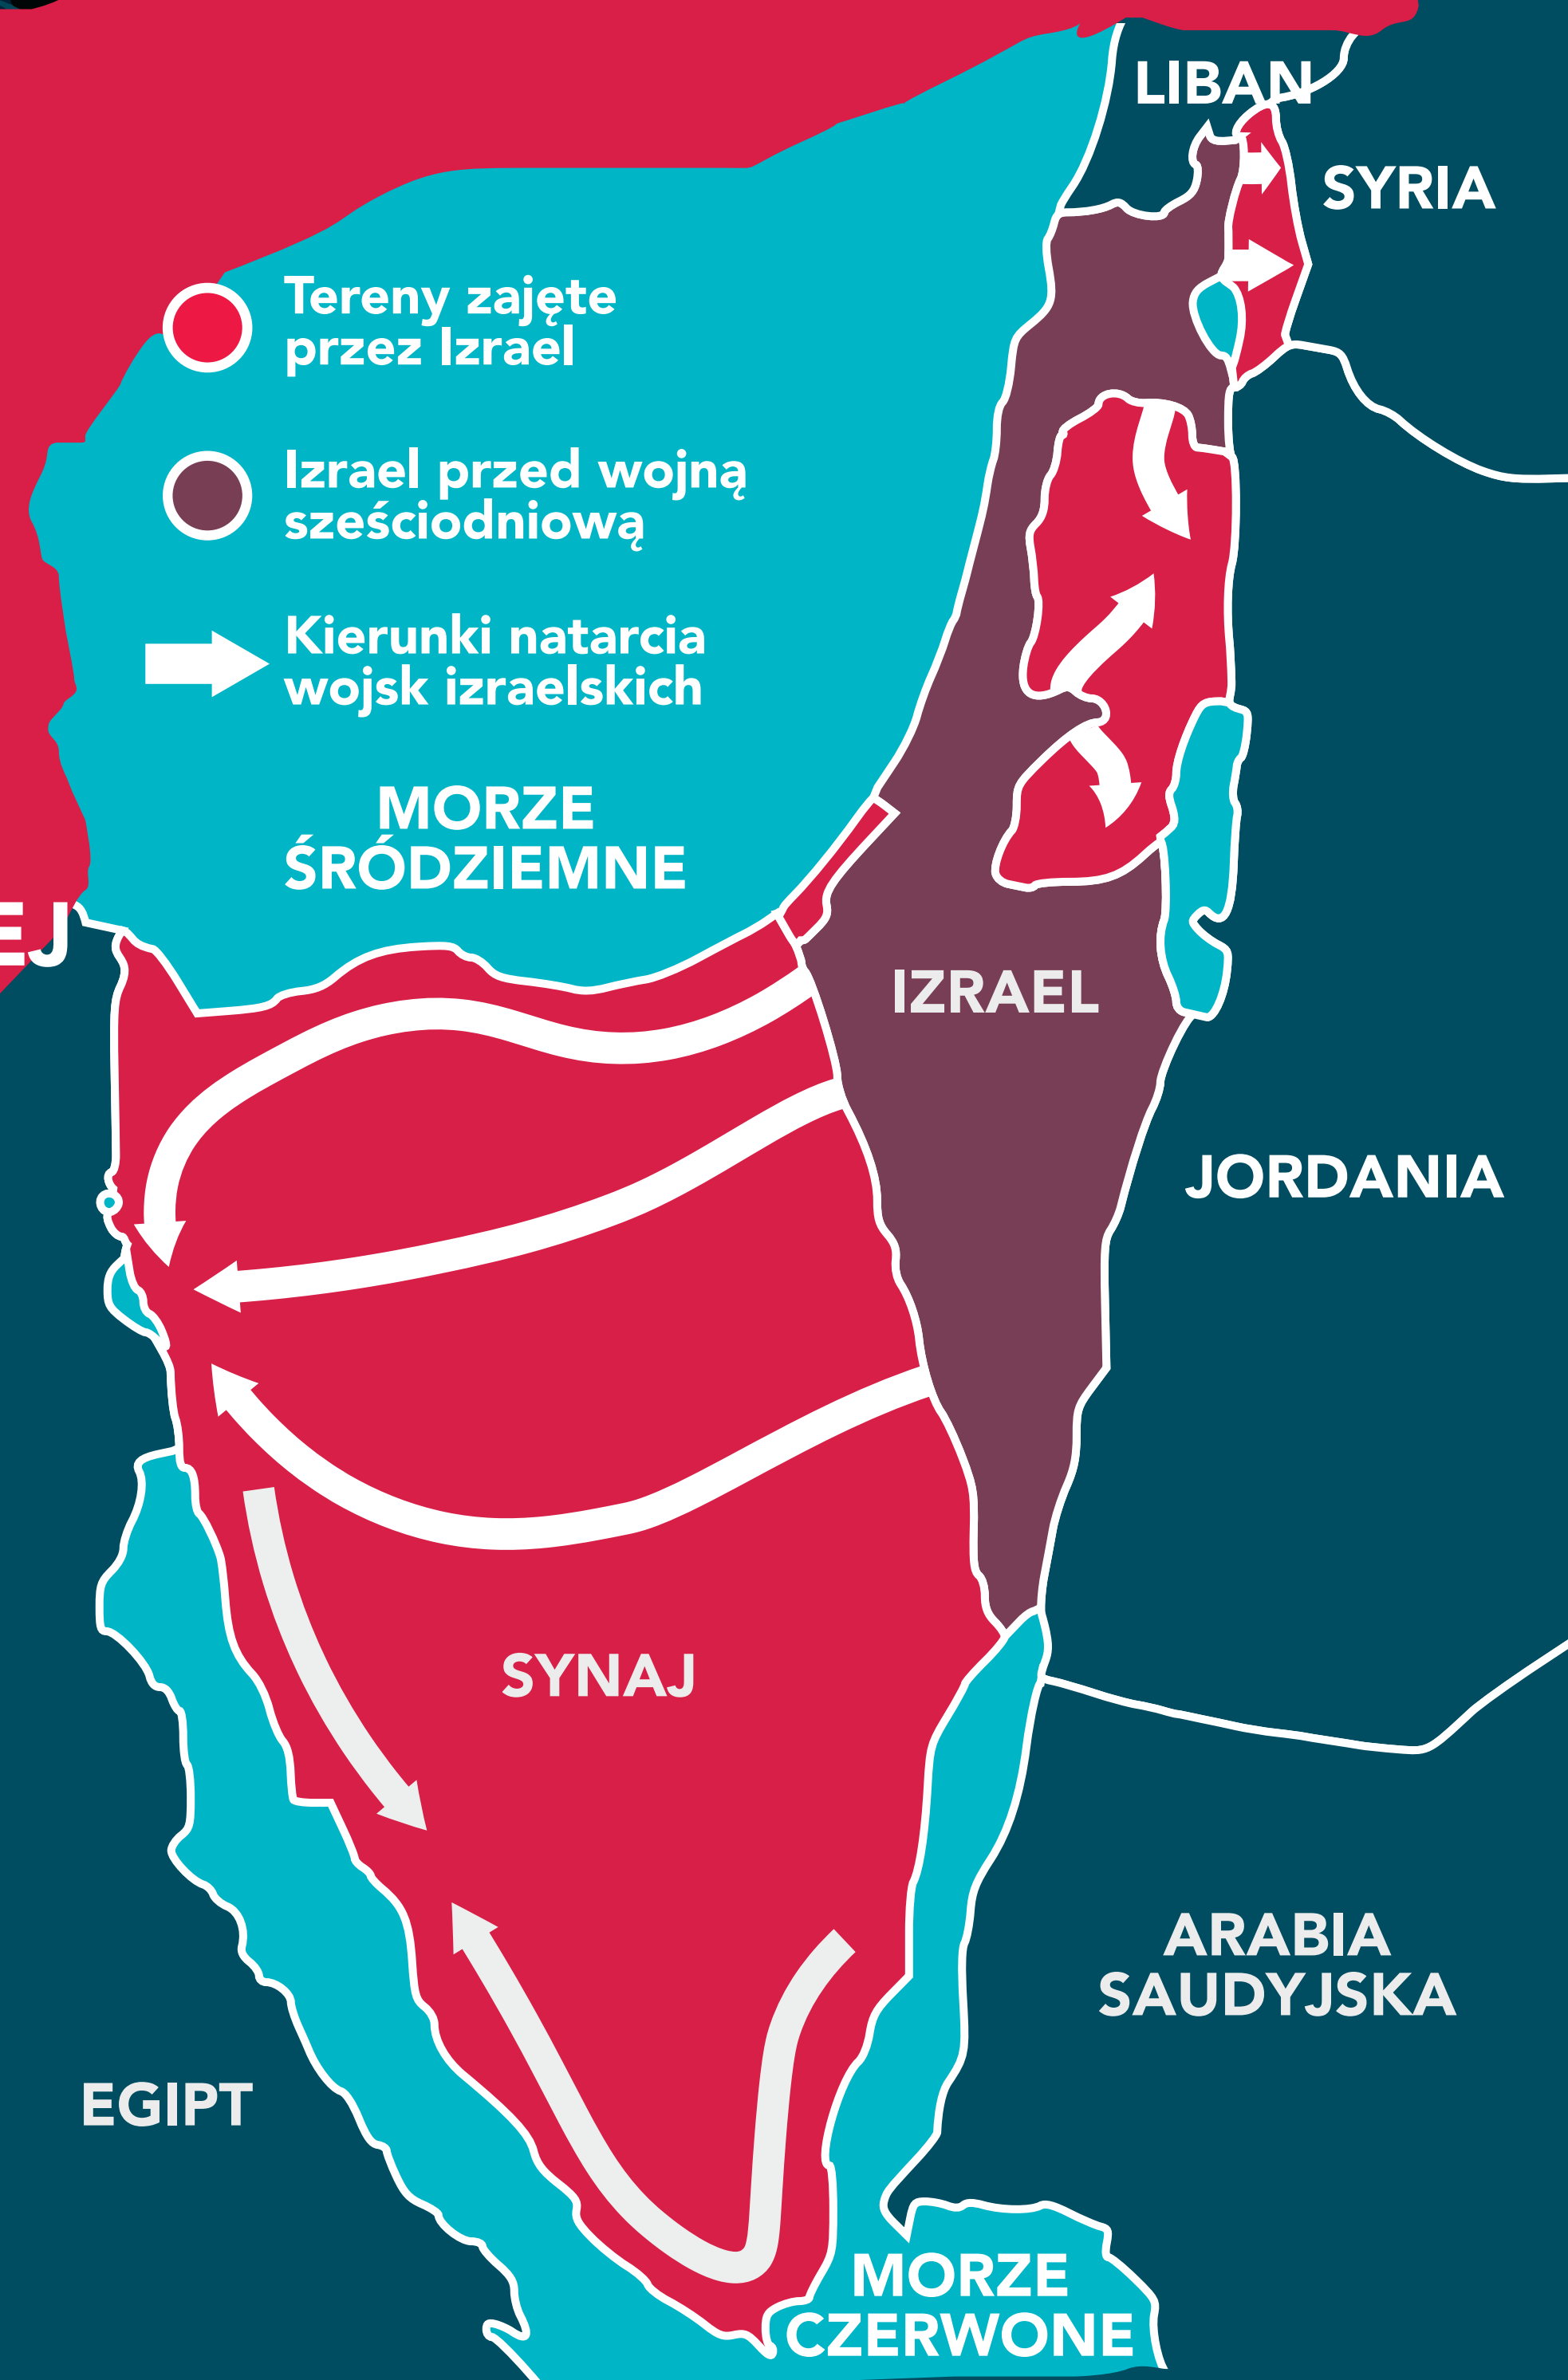 LIBAN
SYRIA
Tereny zajęte
przez Izrael
Izrael przed wojną
sześciodniową
Kierunki natarcia
wojsk izraelskich
MORZE
ŚRÓDZIEMNE
EJ
IZRAEL
JORDANIA
SYNAJ
ARABIA
SAUDYJSKA
EGIPT
MORZE
CZERWONE